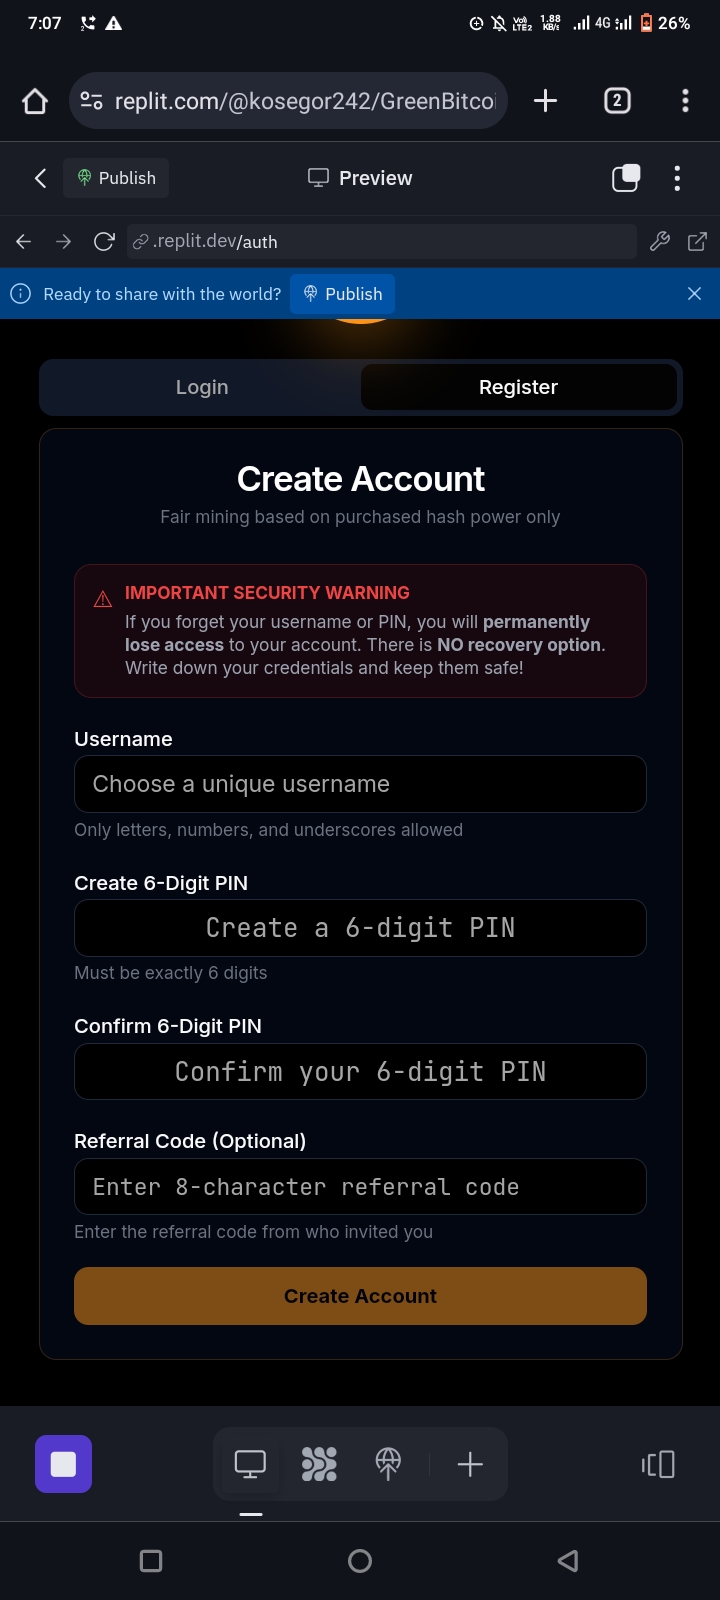 7:07
2
Vo))
LTE2
1.88
KB/s
4G
26%
replit.com/@kosegor242/GreenBitcoi
2
Publish
Preview
.replit.dev/auth
Ready to share with the world?
Publish
Login
Register
Create Account
Fair mining based on purchased hash power only
IMPORTANT SECURITY WARNING
If you forget your username or PIN, you will permanently
lose access to your account. There is NO recovery option.
Write down your credentials and keep them safe!
Username
Choose a unique username
Only letters, numbers, and underscores allowed
Create 6-Digit PIN
Create a 6-digit PIN
Must be exactly 6 digits
Confirm 6-Digit PIN
Confirm your 6-digit PIN
Referral Code (Optional)
Enter 8-character referral code
Enter the referral code from who invited you
Create Account